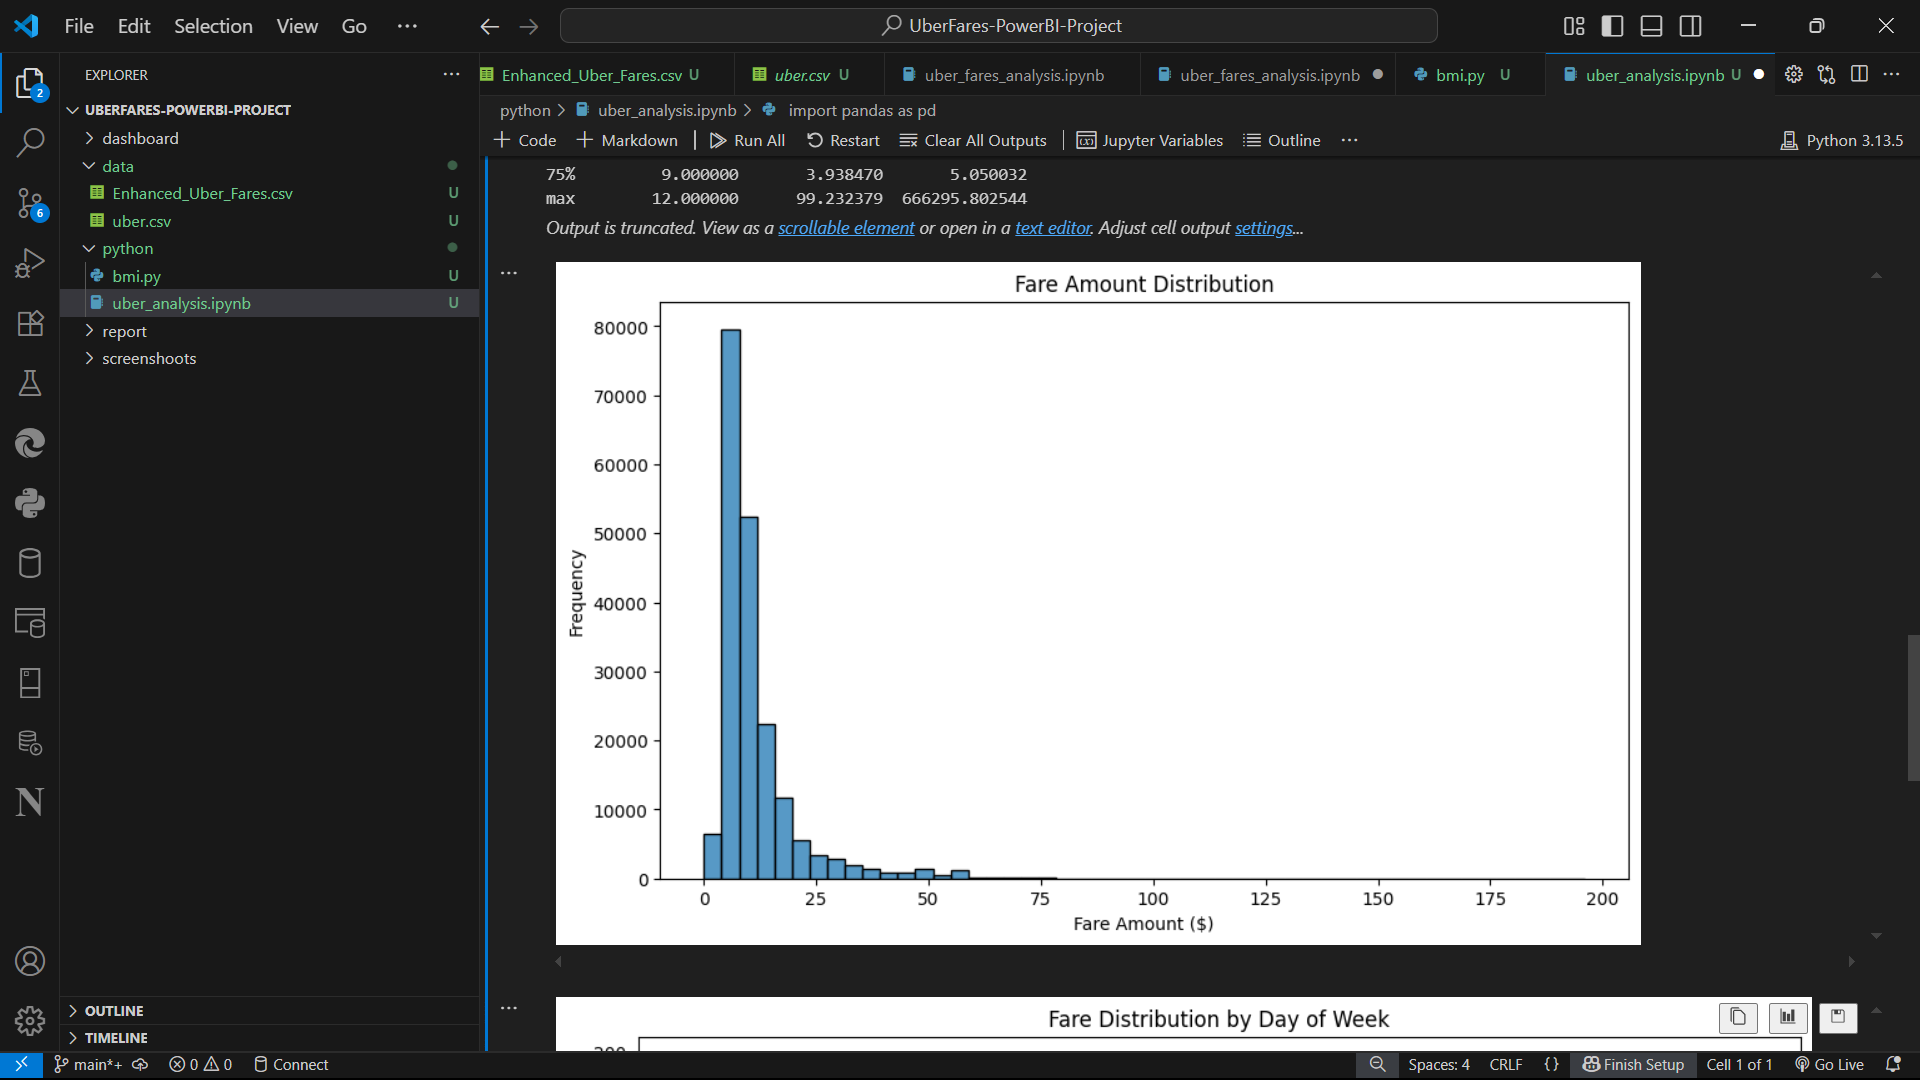 File Edit Selection View Go ···
UberFares-PowerBI-Project
EXPLORER
UBERFARES-POWERBI-PROJECT
dashboard
data
Enhanced_Uber_Fares.csv U
uber.csv U
python
bmi.py U
uber_analysis.ipynb U
report
screenshoots
OUTLINE
TIMELINE
2
6
N
Enhanced_Uber_Fares.csv U
uber.csv U
uber_fares_analysis.ipynb
uber_fares_analysis.ipynb
bmi.py U
uber_analysis.ipynb U
python > uber_analysis.ipynb > import pandas as pd
+ Code + Markdown | Run All Restart Clear All Outputs | Jupyter Variables Outline ···
Python 3.13.5
75% 9.000000 3.938470 5.050032
max 12.000000 99.232379 666295.802544
Output is truncated. View as a scrollable element or open in a text editor. Adjust cell output settings...
Fare Amount Distribution
80000
70000
60000
50000
40000
30000
20000
10000
0
Frequency
0 25 50 75 100 125 150 175 200
Fare Amount ($)
Fare Distribution by Day of Week
200
main*+ 0 0 Connect
Spaces: 4 CRLF {} Finish Setup Cell 1 of 1 Go Live